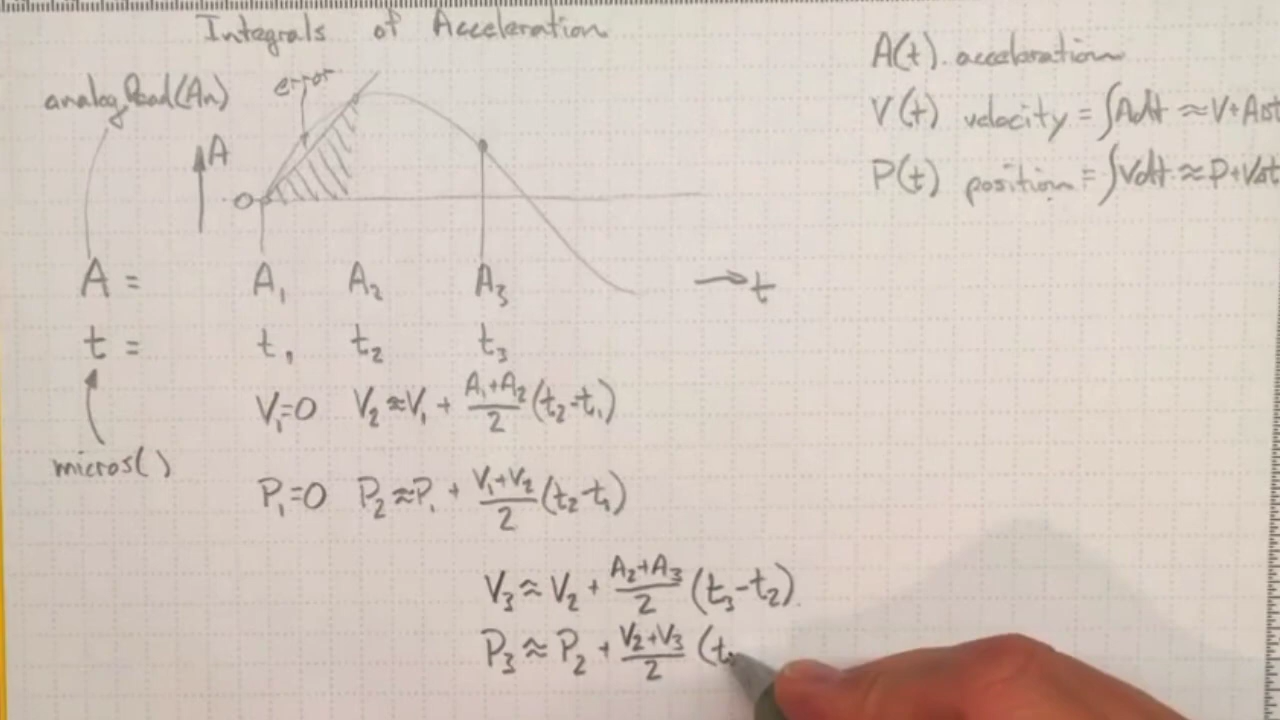 Integrals of Acceleration
A(t). acceleration
analogRead(An)
error
V(t) velocity = ∫Adt ≈ V+AΔt
A
P(t) position = ∫Vdt ≈ P+VΔt
0
A = A₁ A₂ A₃ → t
t = t₁ t₂ t₃
V₁=0 V₂≈V₁ + (A₁+A₂)/2 (t₂-t₁)
micros()
P₁=0 P₂≈P₁ + (V₁+V₂)/2 (t₂-t₁)
V₃ ≈ V₂ + (A₂+A₃)/2 (t₃-t₂)
P₃ ≈ P₂ + (V₂+V₃)/2 (t